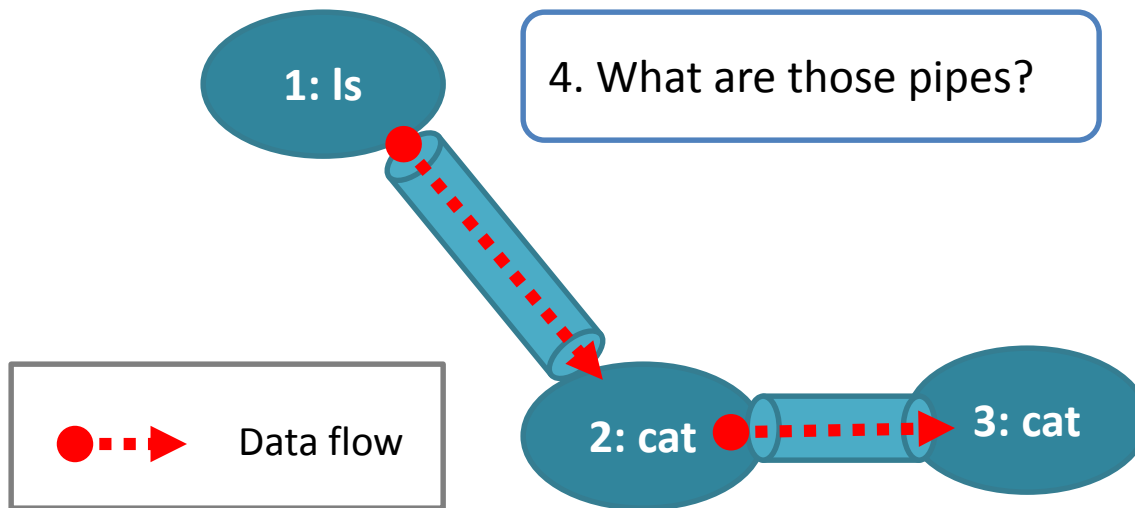 1: ls
4. What are those pipes?
2: cat
3: cat
Data flow